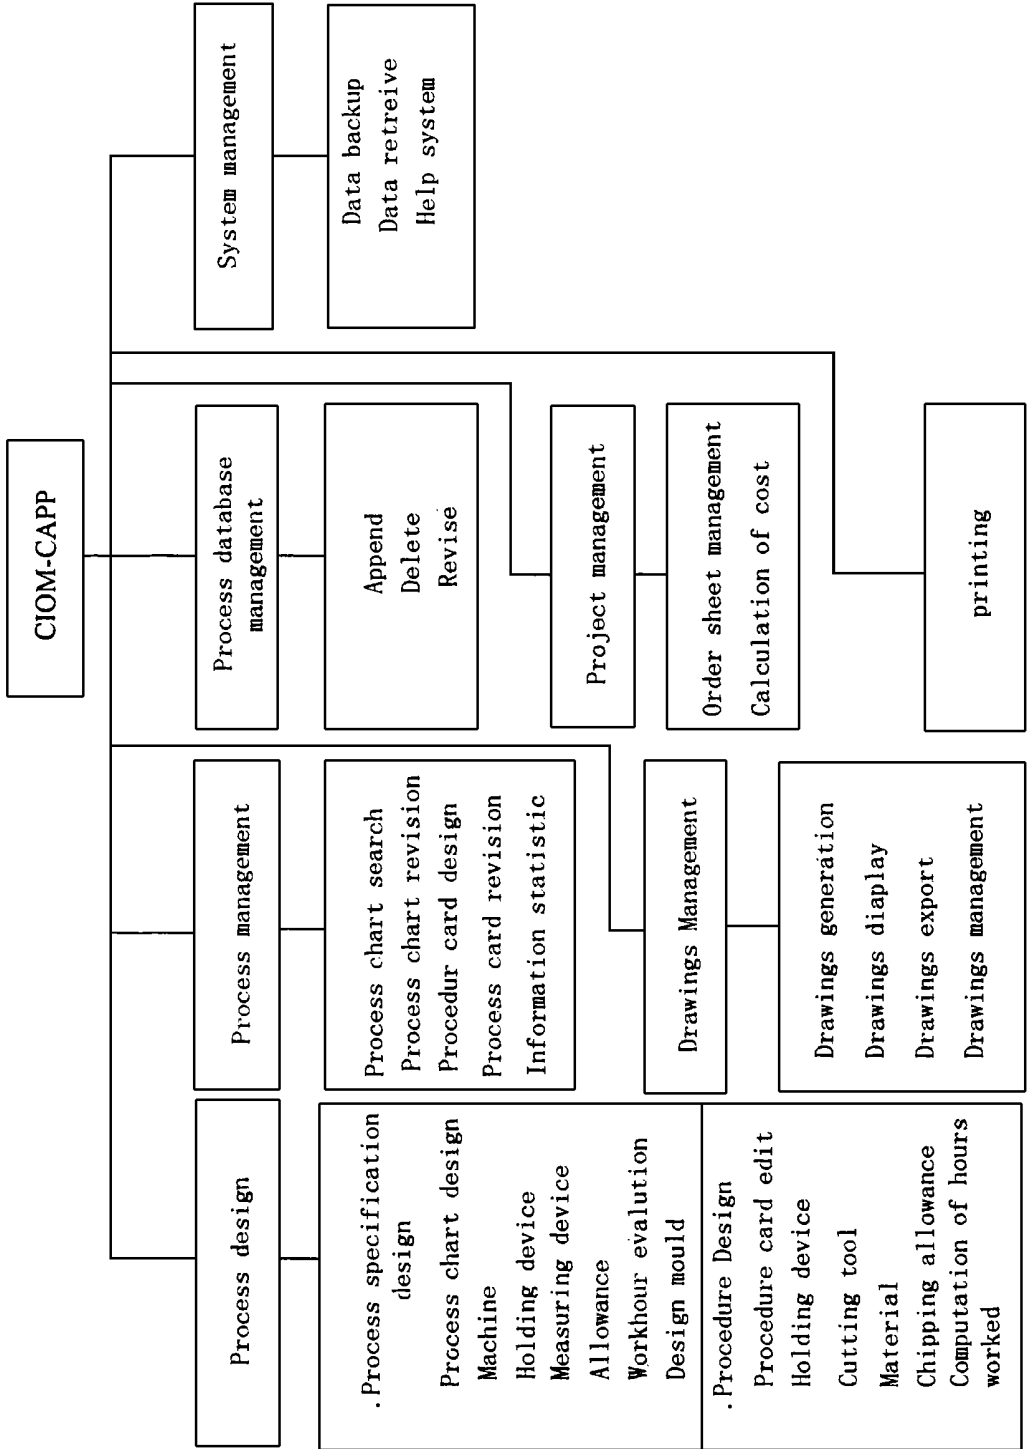 CIOM-CAPP
Process design
.Process specification
design
Process chart design
Machine
Holding device
Measuring device
Allowance
Workhour evalution
Design mould
.Procedure Design
Procedure card edit
Holding device
Cutting tool
Material
Chipping allowance
Computation of hours
worked
Process management
Process chart search
Process chart revision
Procedur card design
Process card revision
Information statistic
Drawings Management
Drawings generation
Drawings diaplay
Drawings export
Drawings management
Process database
management
Append
Delete
Revise
Project management
Order sheet management
Calculation of cost
printing
System management
Data backup
Data retreive
Help system